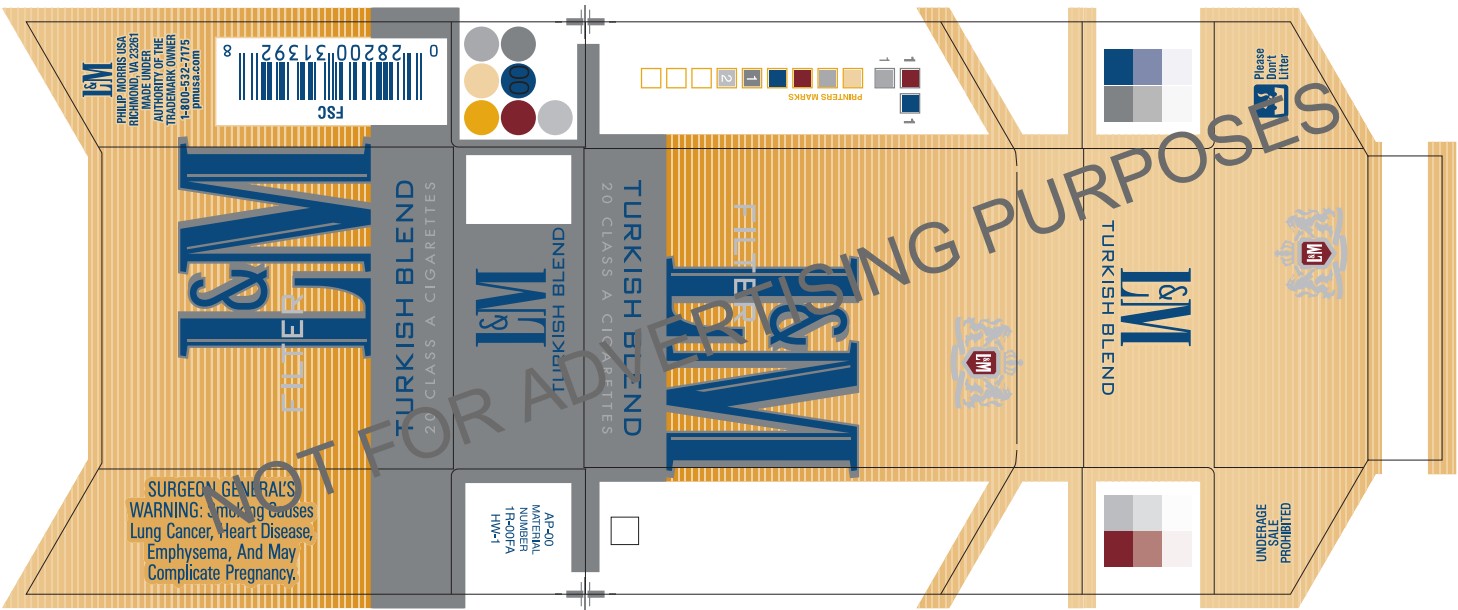 L&M
PHILIP MORRIS USA
RICHMOND, VA 23261
MADE UNDER
AUTHORITY OF THE
TRADEMARK OWNER
1-800-532-7175
pmusa.com
0 28200 31392 8
FSC
L&M
FILTER
TURKISH BLEND
20 CLASS A CIGARETTES
SURGEON GENERAL'S
WARNING: Smoking Causes
Lung Cancer, Heart Disease,
Emphysema, And May
Complicate Pregnancy.
00
L&M
TURKISH BLEND
AP-00
MATERIAL
NUMBER
1R-00FA
HW-1
TURKISH BLEND
20 CLASS A CIGARETTES
L&M
FILTER
PRINTERS MARKS
2
1
1
1
1
L&M
L&M
TURKISH BLEND
Please
Don't
Litter
L&M
UNDERAGE
SALE
PROHIBITED
NOT FOR ADVERTISING PURPOSES